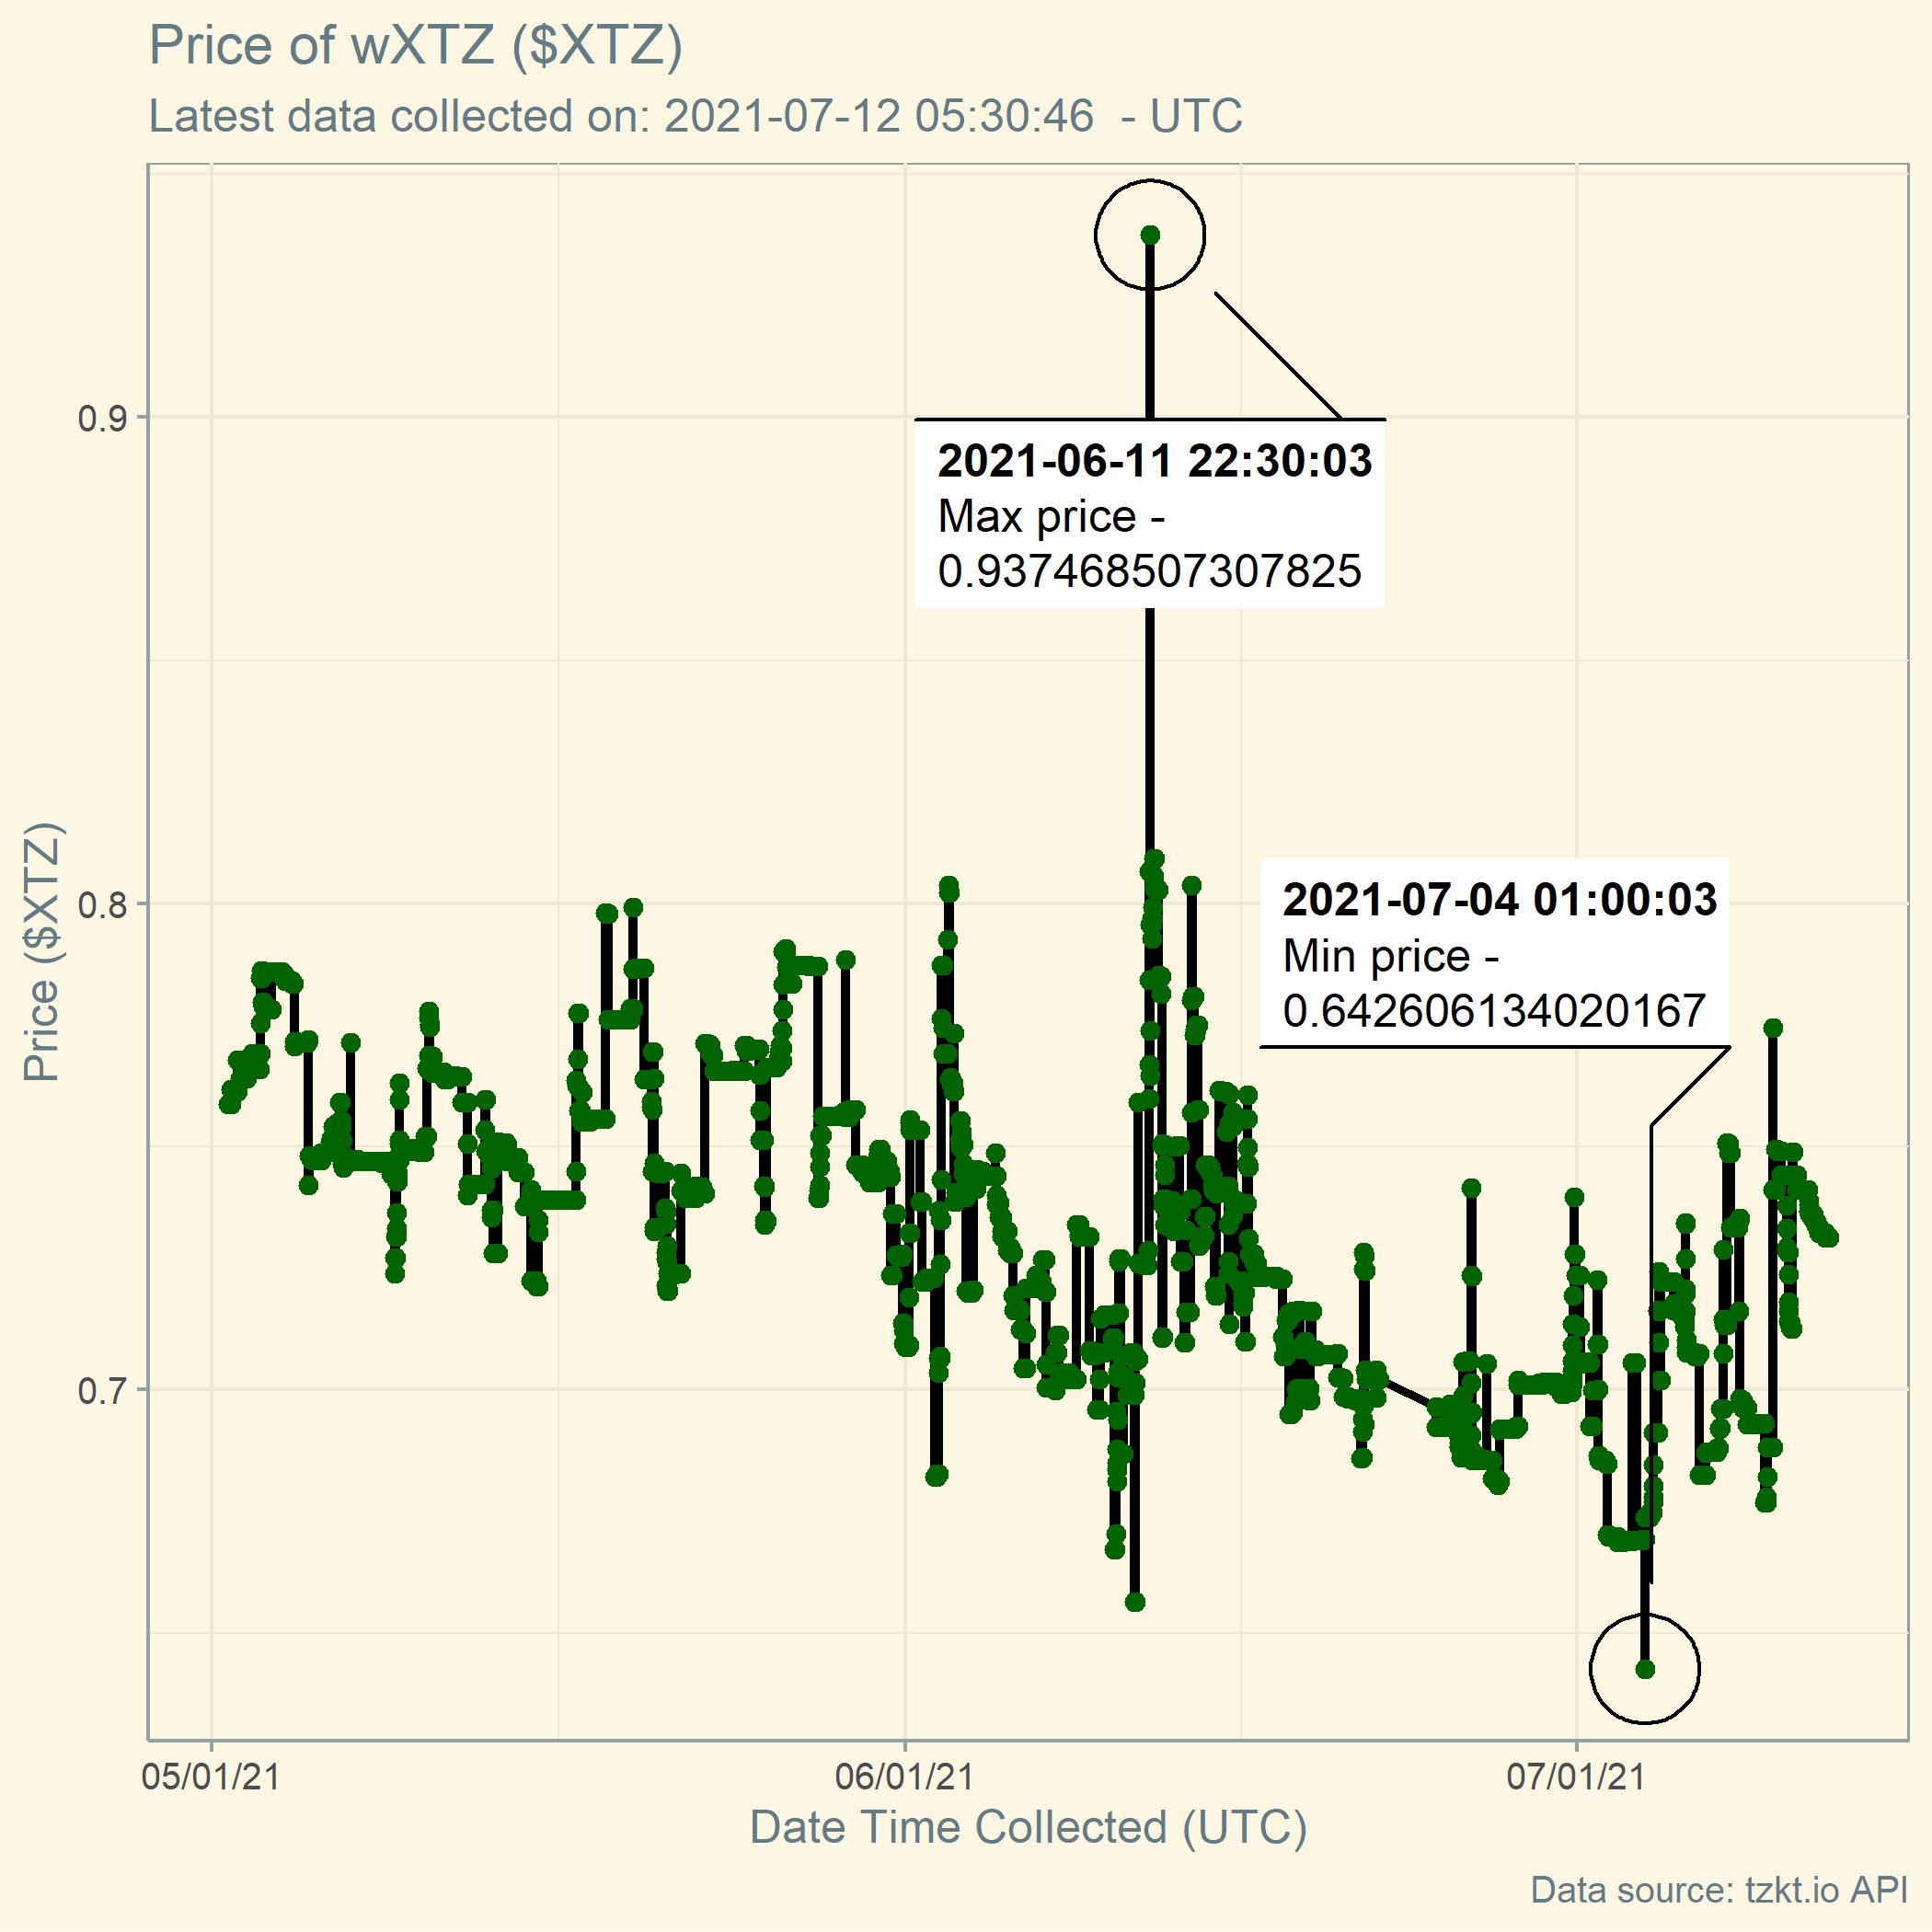 Price of wXTZ ($XTZ)
Latest data collected on: 2021-07-12 05:30:46  - UTC
0.9
0.8
0.7
Price ($XTZ)
2021-06-11 22:30:03
Max price -
0.937468507307825
2021-07-04 01:00:03
Min price -
0.642606134020167
05/01/21
06/01/21
07/01/21
Date Time Collected (UTC)
Data source: tzkt.io API